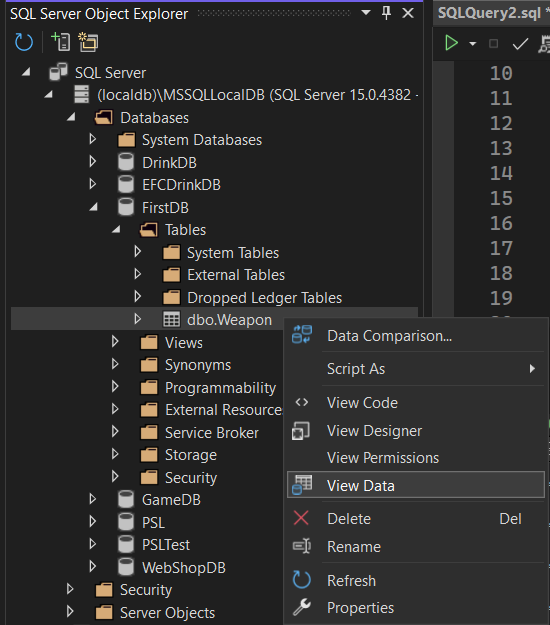 SQL Server Object Explorer
SQLQuery2.sql *
SQL Server
(localdb)\MSSQLLocalDB (SQL Server 15.0.4382 -
Databases
System Databases
DrinkDB
EFCDrinkDB
FirstDB
Tables
System Tables
External Tables
Dropped Ledger Tables
dbo.Weapon
Views
Synonyms
Programmability
External Resource
Service Broker
Storage
Security
GameDB
PSL
PSLTest
WebShopDB
Security
Server Objects
10
11
12
13
14
15
16
17
18
19
Data Comparison...
Script As
View Code
View Designer
View Permissions
View Data
Delete Del
Rename
Refresh
Properties